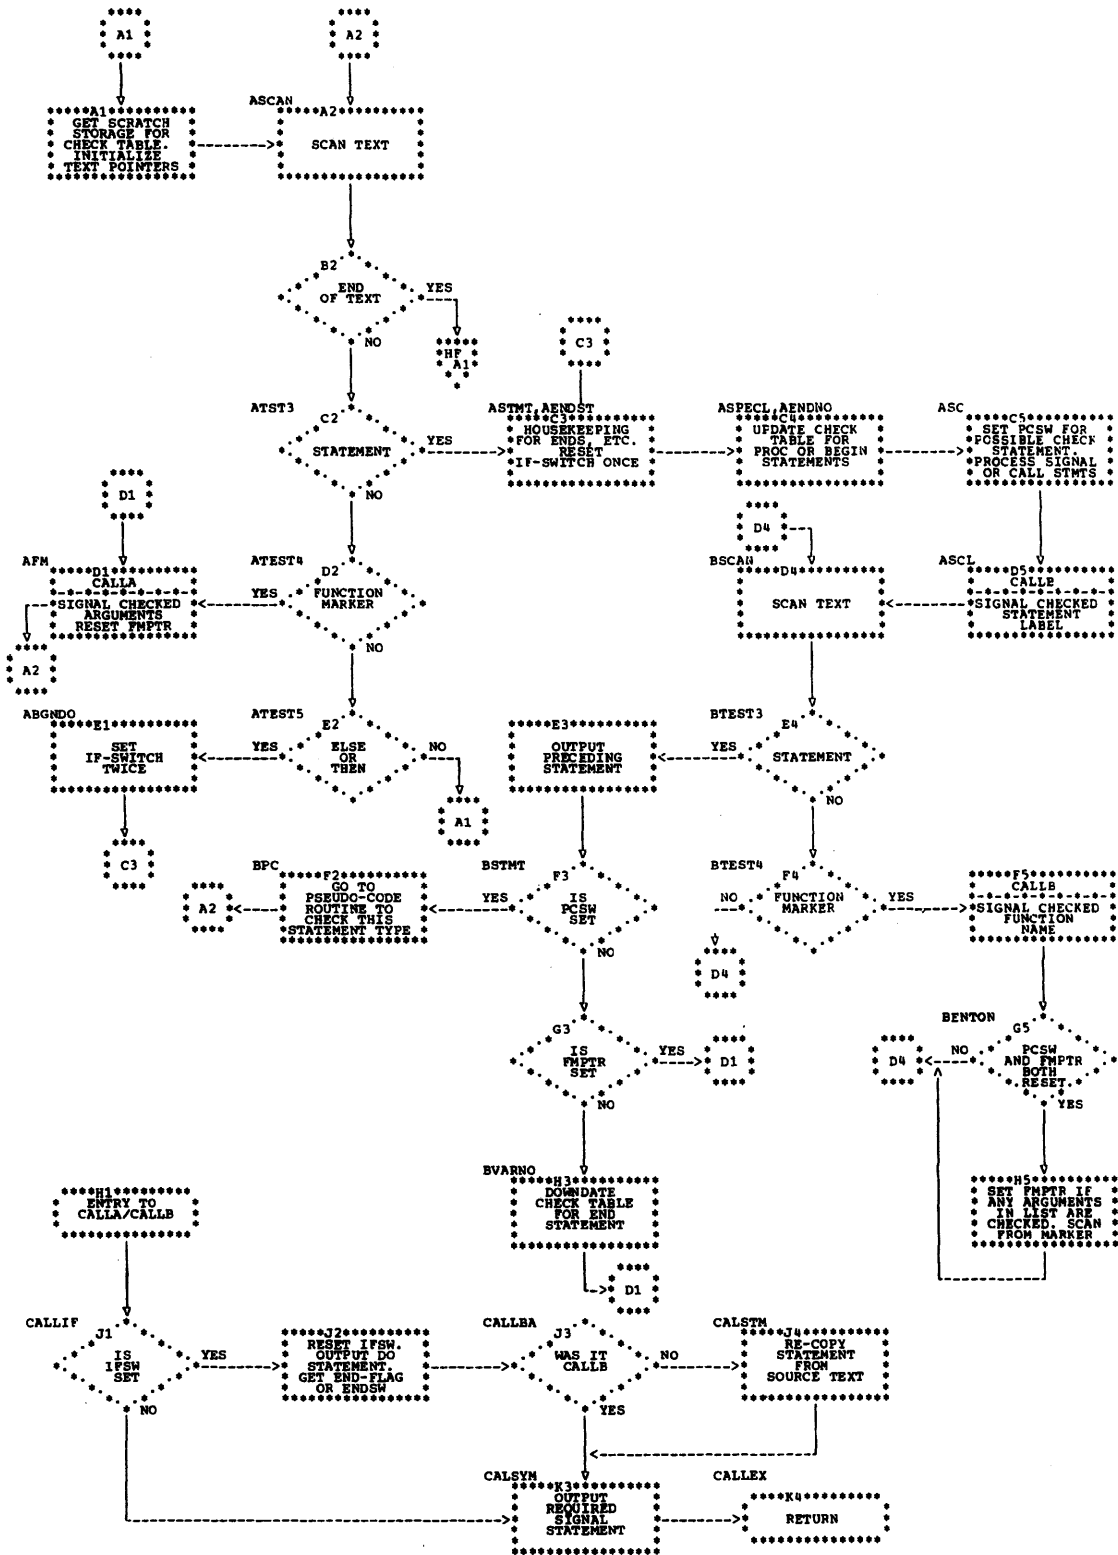 A1
A2
ASCAN
A1
GET SCRATCH
STORAGE FOR
CHECK TABLE.
INITIALIZE
TEXT POINTERS
A2
SCAN TEXT
B2
END
OF TEXT
YES
NO
HF
A1
C3
ATST3
C2
STATEMENT
YES
NO
ASTMT,AENDST
C3
HOUSEKEEPING
FOR ENDS, ETC.
RESET
IF-SWITCH ONCE
ASPECL,AENDNO
C4
UPDATE CHECK
TABLE FOR
PROC OR BEGIN
STATEMENTS
ASC
C5
SET PCSW FOR
POSSIBLE CHECK
STATEMENT.
PROCESS SIGNAL
OR CALL STMTS
D1
D4
AFM
D1
CALLA
SIGNAL CHECKED
ARGUMENTS
RESET FMPTR
A2
ATEST4
D2
FUNCTION
MARKER
YES
NO
BSCAN
D4
SCAN TEXT
ASCL
D5
CALLB
SIGNAL CHECKED
STATEMENT
LABEL
ABGNDO
E1
SET
IF-SWITCH
TWICE
C3
ATEST5
E2
ELSE
OR
THEN
YES
NO
A1
E3
OUTPUT
PRECEDING
STATEMENT
BTEST3
E4
STATEMENT
YES
NO
BPC
A2
F2
GO TO
PSEUDO-CODE
ROUTINE TO
CHECK THIS
STATEMENT TYPE
BSTMT
F3
IS
PCSW
SET
YES
NO
BTEST4
F4
FUNCTION
MARKER
NO
YES
D4
F5
CALLB
SIGNAL CHECKED
FUNCTION
NAME
G3
IS
FMPTR
SET
YES
NO
D1
BENTON
G5
PCSW
AND FMPTR
BOTH
RESET
NO
YES
D4
BVARNO
H3
DOWNDATE
CHECK TABLE
FOR END
STATEMENT
D1
H5
SET FMPTR IF
ANY ARGUMENTS
IN LIST ARE
CHECKED. SCAN
FROM MARKER
H1
ENTRY TO
CALLA/CALLB
CALLIF
J1
IS
IFSW
SET
YES
NO
J2
RESET IFSW.
OUTPUT DO
STATEMENT.
GET END-FLAG
OR ENDSW
CALLBA
J3
WAS IT
CALLB
NO
YES
CALSTM
J4
RE-COPY
STATEMENT
FROM
SOURCE TEXT
CALSYM
K3
OUTPUT
REQUIRED
SIGNAL
STATEMENT
CALLEX
K4
RETURN